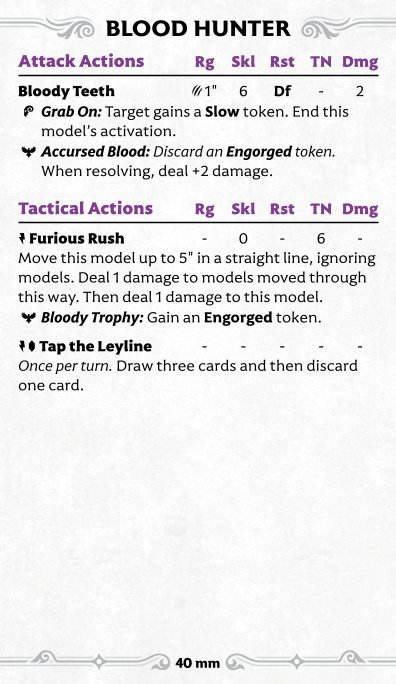 BLOOD HUNTER
Attack Actions Rg Skl Rst TN Dmg
Bloody Teeth 1" 6 Df - 2
Grab On: Target gains a Slow token. End this
model's activation.
Accursed Blood: Discard an Engorged token.
When resolving, deal +2 damage.
Tactical Actions Rg Skl Rst TN Dmg
Furious Rush - 0 - 6 -
Move this model up to 5" in a straight line, ignoring
models. Deal 1 damage to models moved through
this way. Then deal 1 damage to this model.
Bloody Trophy: Gain an Engorged token.
Tap the Leyline - - - - -
Once per turn. Draw three cards and then discard
one card.
40 mm